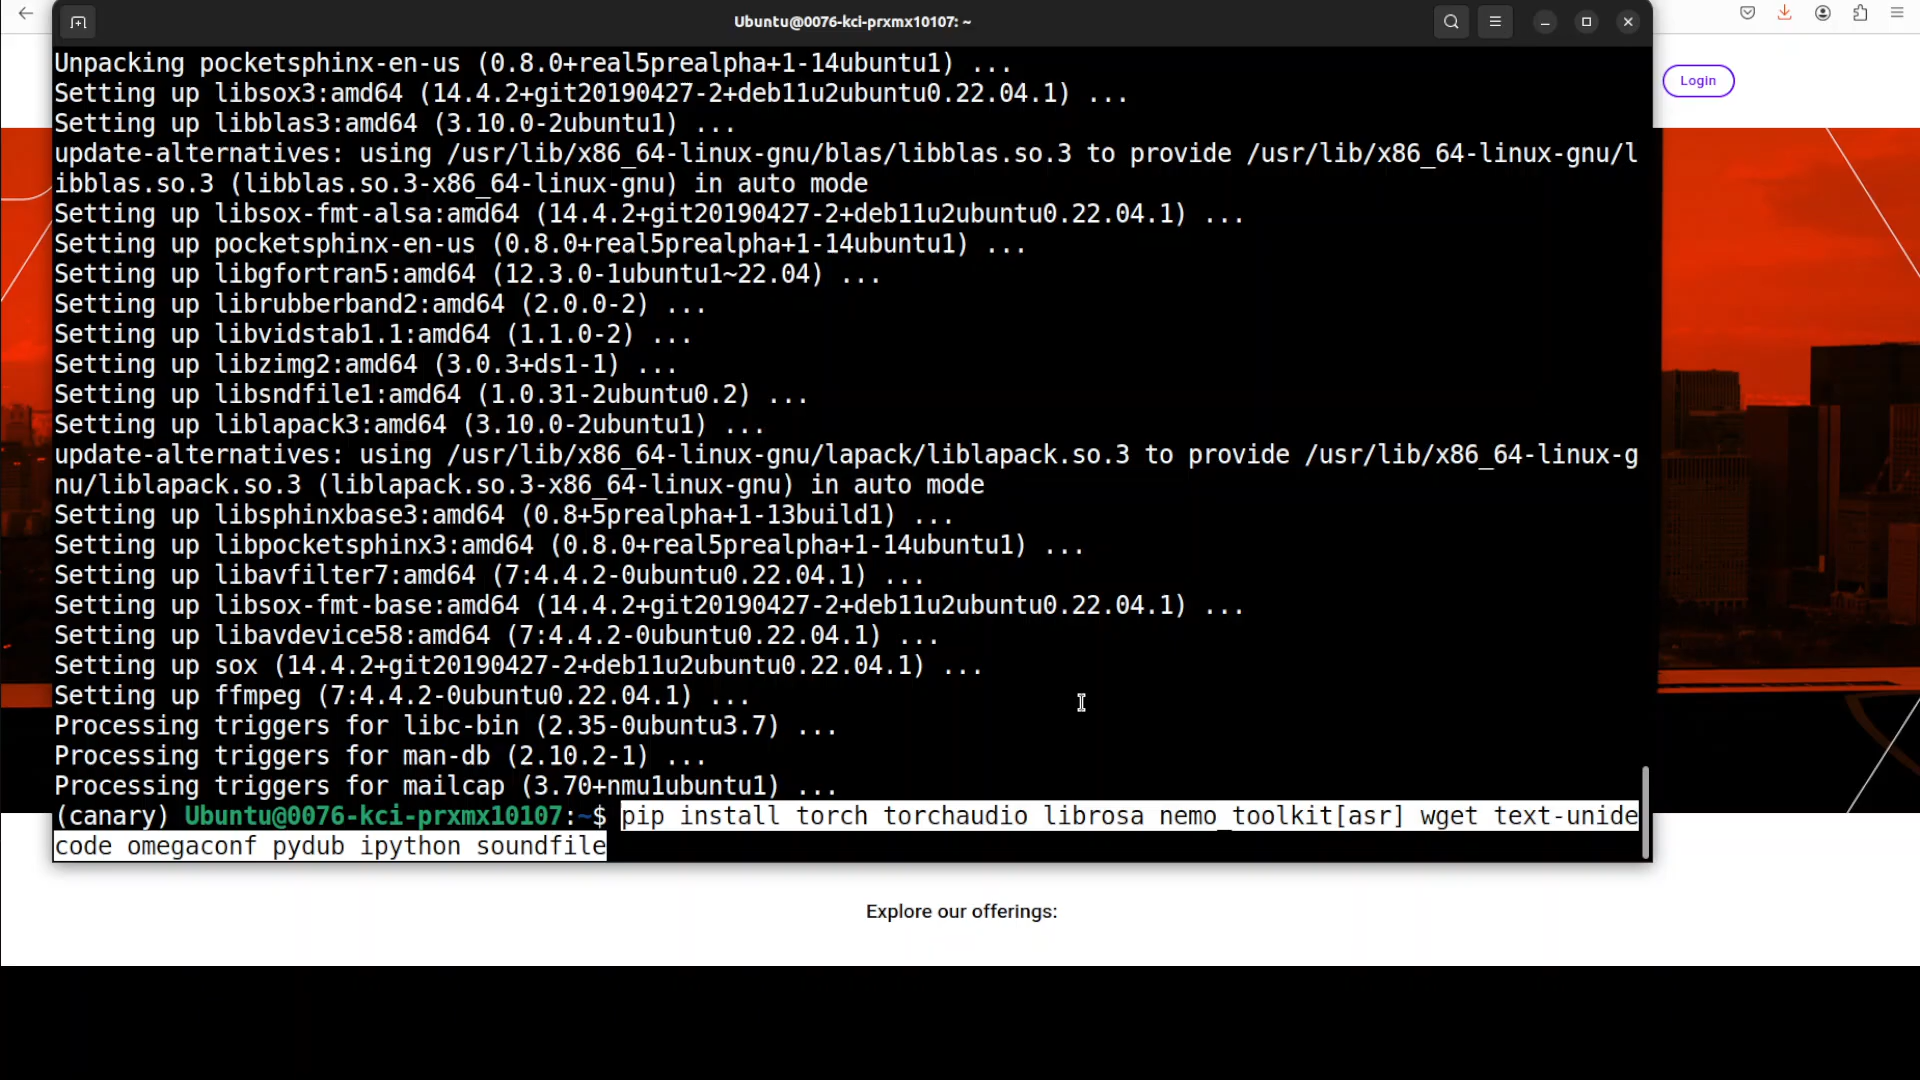 Ubuntu@0076-kci-prxmx10107: ~
Login
Unpacking pocketsphinx-en-us (0.8.0+real5prealpha+1-14ubuntu1) ...
Setting up libsox3:amd64 (14.4.2+git20190427-2+deb11u2ubuntu0.22.04.1) ...
Setting up libblas3:amd64 (3.10.0-2ubuntu1) ...
update-alternatives: using /usr/lib/x86_64-linux-gnu/blas/libblas.so.3 to provide /usr/lib/x86_64-linux-gnu/l
ibblas.so.3 (libblas.so.3-x86_64-linux-gnu) in auto mode
Setting up libsox-fmt-alsa:amd64 (14.4.2+git20190427-2+deb11u2ubuntu0.22.04.1) ...
Setting up pocketsphinx-en-us (0.8.0+real5prealpha+1-14ubuntu1) ...
Setting up libgfortran5:amd64 (12.3.0-1ubuntu1~22.04) ...
Setting up librubberband2:amd64 (2.0.0-2) ...
Setting up libvidstab1.1:amd64 (1.1.0-2) ...
Setting up libzimg2:amd64 (3.0.3+ds1-1) ...
Setting up libsndfile1:amd64 (1.0.31-2ubuntu0.2) ...
Setting up liblapack3:amd64 (3.10.0-2ubuntu1) ...
update-alternatives: using /usr/lib/x86_64-linux-gnu/lapack/liblapack.so.3 to provide /usr/lib/x86_64-linux-g
nu/liblapack.so.3 (liblapack.so.3-x86_64-linux-gnu) in auto mode
Setting up libsphinxbase3:amd64 (0.8+5prealpha+1-13build1) ...
Setting up libpocketsphinx3:amd64 (0.8.0+real5prealpha+1-14ubuntu1) ...
Setting up libavfilter7:amd64 (7:4.4.2-0ubuntu0.22.04.1) ...
Setting up libsox-fmt-base:amd64 (14.4.2+git20190427-2+deb11u2ubuntu0.22.04.1) ...
Setting up libavdevice58:amd64 (7:4.4.2-0ubuntu0.22.04.1) ...
Setting up sox (14.4.2+git20190427-2+deb11u2ubuntu0.22.04.1) ...
Setting up ffmpeg (7:4.4.2-0ubuntu0.22.04.1) ...
Processing triggers for libc-bin (2.35-0ubuntu3.7) ...
Processing triggers for man-db (2.10.2-1) ...
Processing triggers for mailcap (3.70+nmu1ubuntu1) ...
(canary) Ubuntu@0076-kci-prxmx10107:~$ pip install torch torchaudio librosa nemo_toolkit[asr] wget text-unide
code omegaconf pydub ipython soundfile
Explore our offerings: